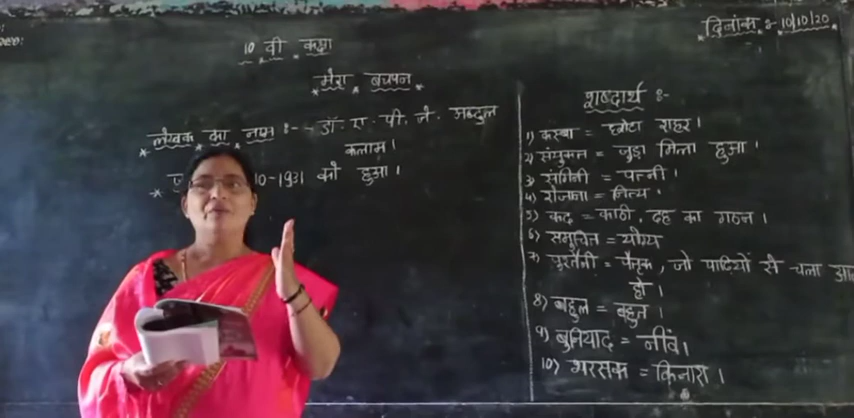 दिनांक :- 10/10/20
10 वी कक्षा
मेरा बचपन
लेखक का नाम :- - डॉ. ए. पी. जे. अब्दुल
कलाम।
10-1931 को हुआ।
शब्दार्थ :-
1) कस्बा = छोटा शहर।
2) संयुक्त = जुड़ा मिला हुआ।
3) संगिनी = पत्नी।
4) रोजाना = नित्य।
5) कद = काठी, देह का गठन।
6) समुचित = योग्य
7) पुश्तैनी = पैतृक, जो पीढ़ियों से चला
हो।
8) बहुल = बहुत।
9) बुनियाद = नींव।
10) = किनारा।